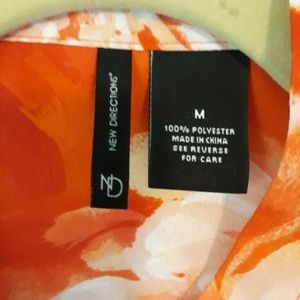 NEW DIRECTIONS®
ND
M
100% POLYESTER
MADE IN CHINA
SEE REVERSE
FOR CARE